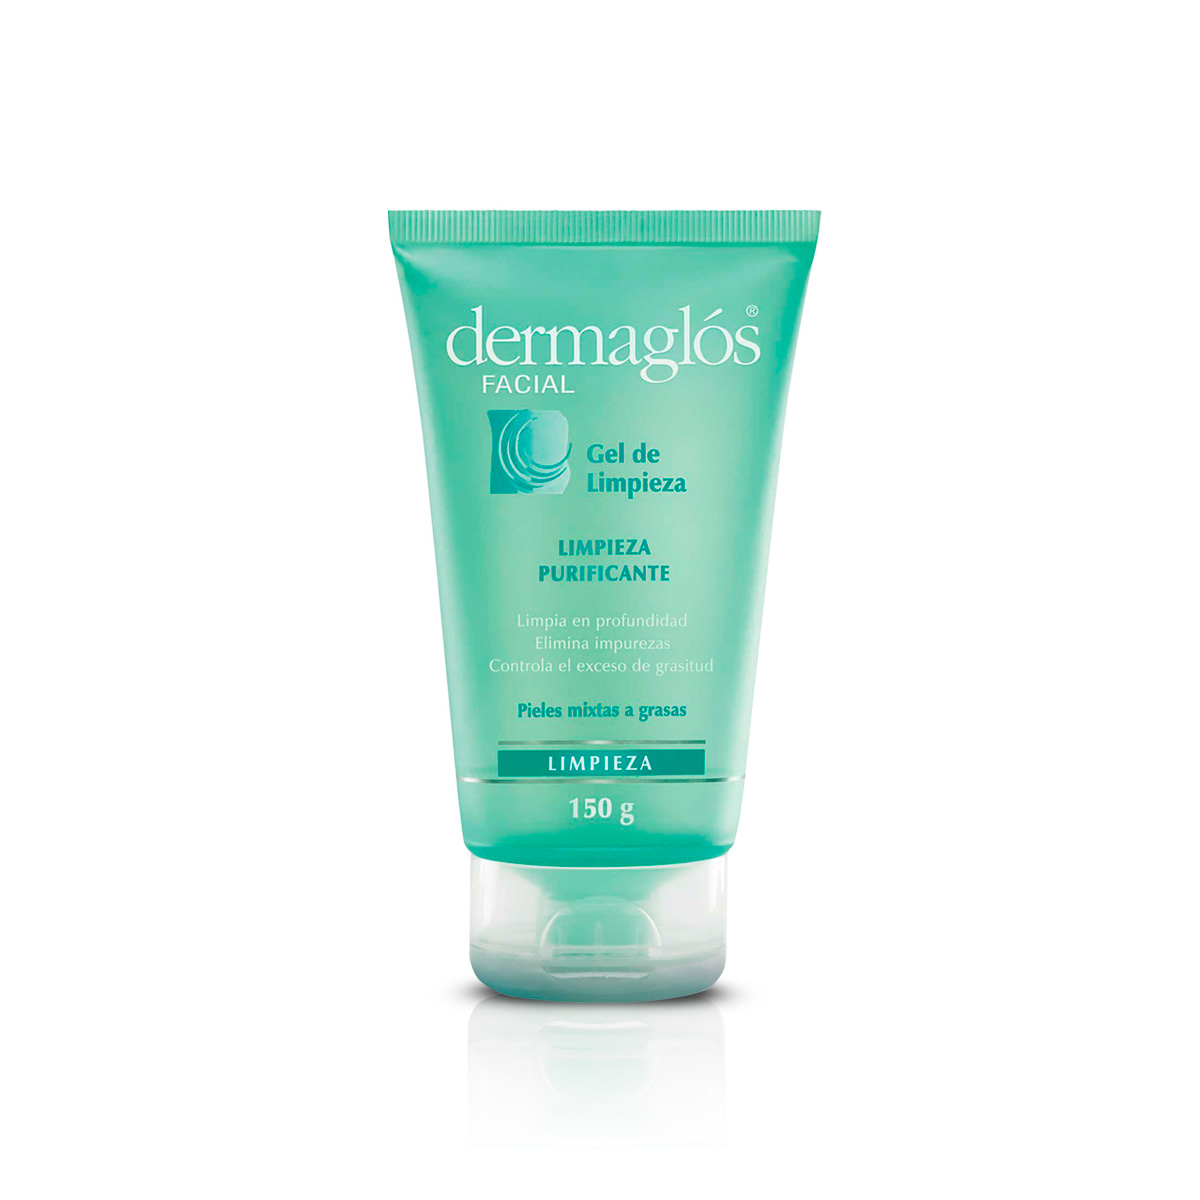 dermaglós®
FACIAL
Gel de
Limpieza
LIMPIEZA
PURIFICANTE
Limpia en profundidad
Elimina impurezas
Controla el exceso de grasitud
Pieles mixtas a grasas
LIMPIEZA
150 g